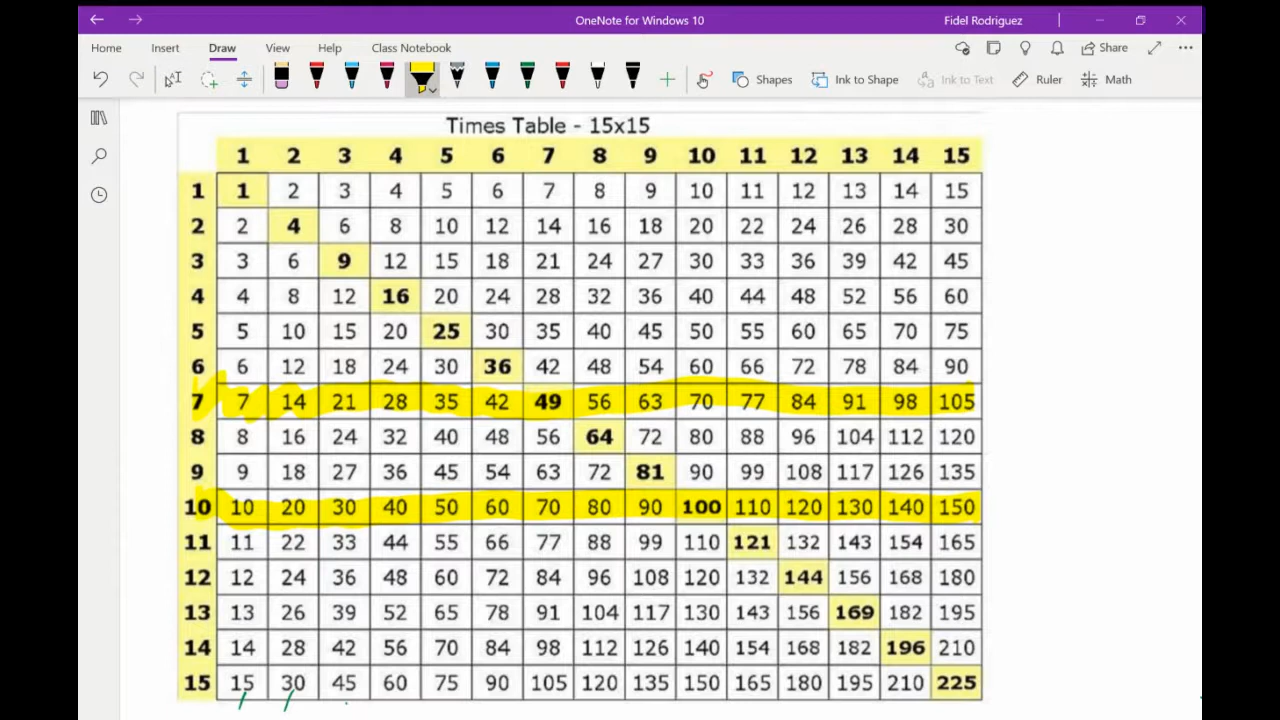 OneNote for Windows 10
Fidel Rodriguez
Home Insert Draw View Help Class Notebook
Share
Shapes Ink to Shape Ink to Text Ruler Math
Times Table - 15x15
1 2 3 4 5 6 7 8 9 10 11 12 13 14 15
1 1 2 3 4 5 6 7 8 9 10 11 12 13 14 15
2 2 4 6 8 10 12 14 16 18 20 22 24 26 28 30
3 3 6 9 12 15 18 21 24 27 30 33 36 39 42 45
4 4 8 12 16 20 24 28 32 36 40 44 48 52 56 60
5 5 10 15 20 25 30 35 40 45 50 55 60 65 70 75
6 6 12 18 24 30 36 42 48 54 60 66 72 78 84 90
7 7 14 21 28 35 42 49 56 63 70 77 84 91 98 105
8 8 16 24 32 40 48 56 64 72 80 88 96 104 112 120
9 9 18 27 36 45 54 63 72 81 90 99 108 117 126 135
10 10 20 30 40 50 60 70 80 90 100 110 120 130 140 150
11 11 22 33 44 55 66 77 88 99 110 121 132 143 154 165
12 12 24 36 48 60 72 84 96 108 120 132 144 156 168 180
13 13 26 39 52 65 78 91 104 117 130 143 156 169 182 195
14 14 28 42 56 70 84 98 112 126 140 154 168 182 196 210
15 15 30 45 60 75 90 105 120 135 150 165 180 195 210 225